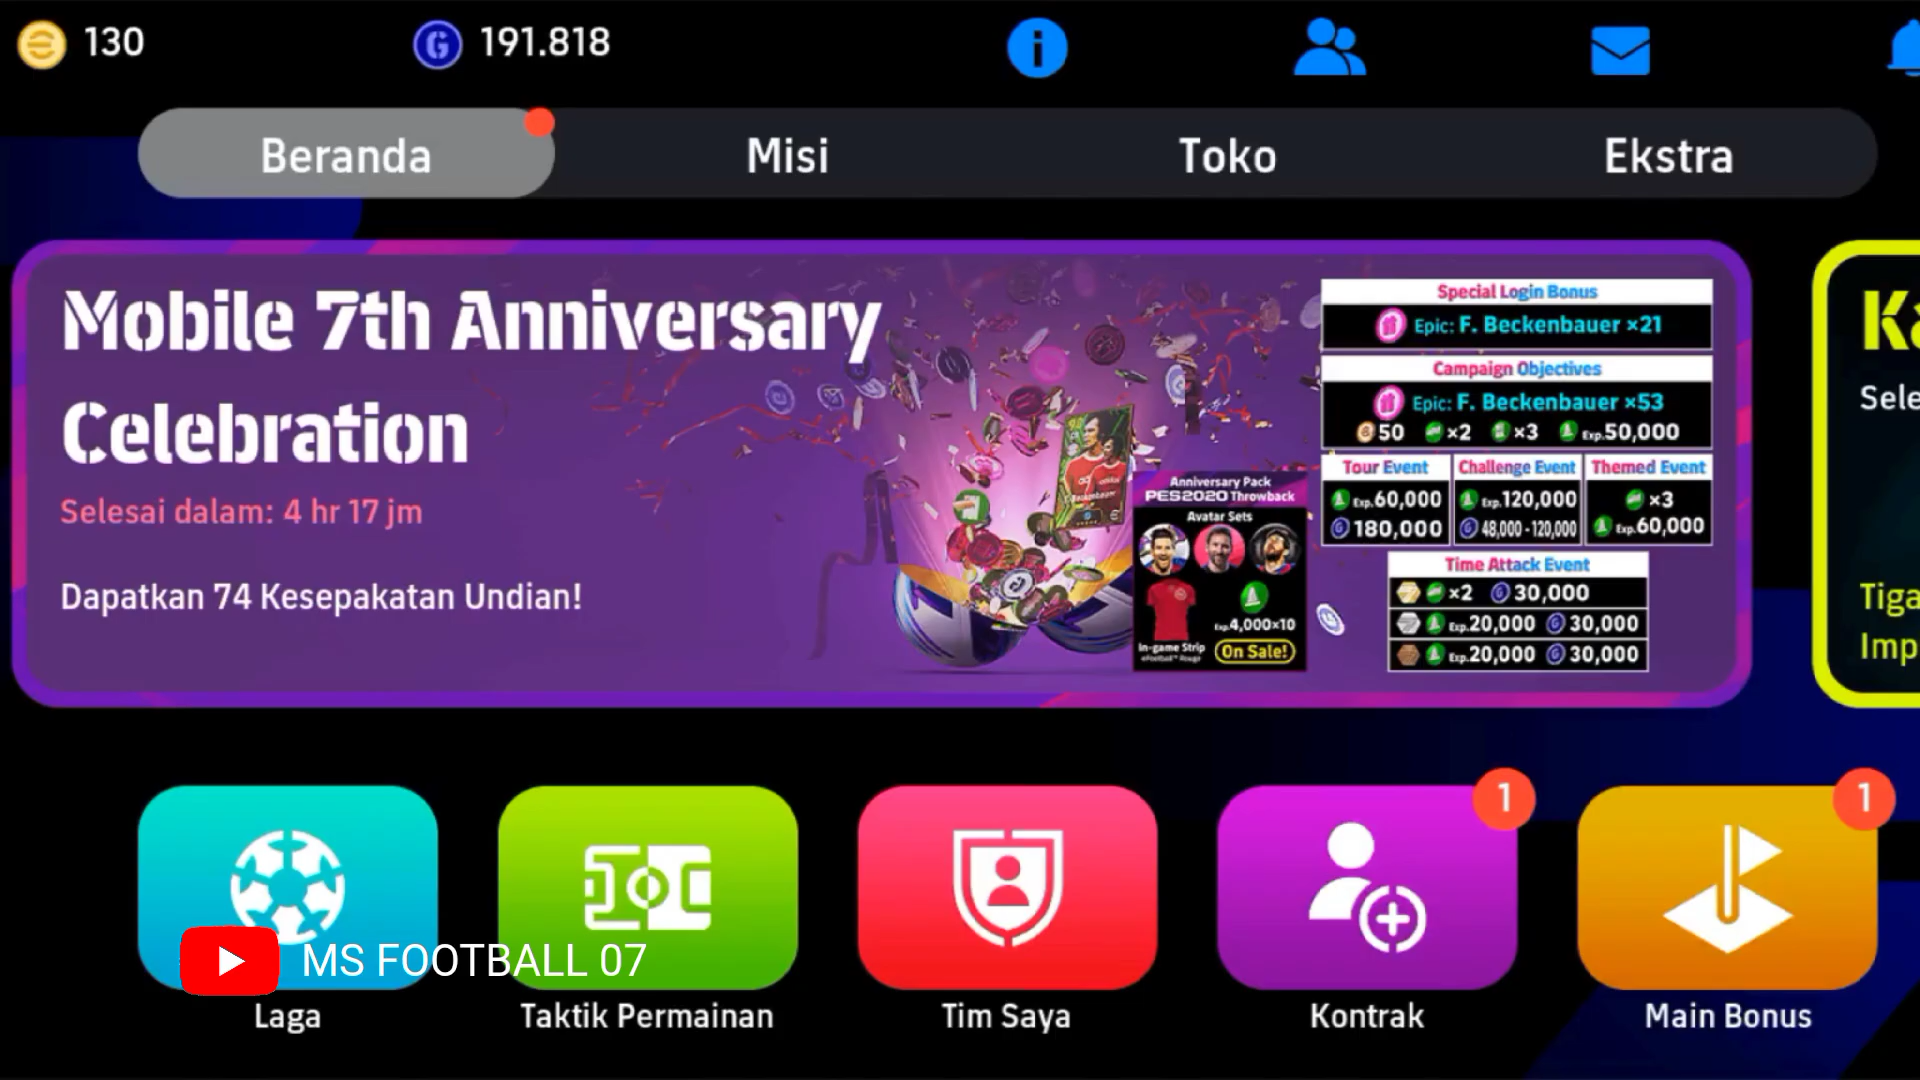 130
191.818
Beranda
Misi
Toko
Ekstra
Mobile 7th Anniversary
Celebration
Selesai dalam: 4 hr 17 jm
Dapatkan 74 Kesepakatan Undian!
Anniversary Pack
PES2020 Throwback
Avatar Sets
Exp.4,000×10
In-game Strip
eFootball™ Rouge
On Sale!
Special Login Bonus
Epic: F. Beckenbauer ×21
Campaign Objectives
Epic: F. Beckenbauer ×53
50 ×2 ×3 Exp.50,000
Tour Event
Exp.60,000
180,000
Challenge Event
Exp.120,000
48,000-120,000
Themed Event
×3
Exp.60,000
Time Attack Event
×2 30,000
Exp.20,000 30,000
Exp.20,000 30,000
Sele
Tiga
Imp
1
1
MS FOOTBALL 07
Laga
Taktik Permainan
Tim Saya
Kontrak
Main Bonus